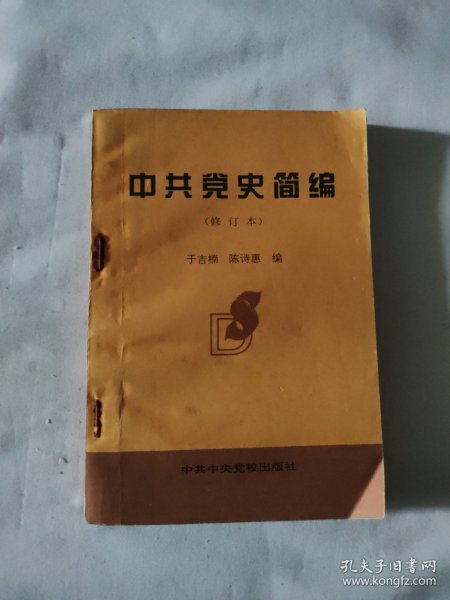 中共党史简编
（修订本）
于吉楠 陈诗惠 编
DS
中共中央党校出版社
孔夫子旧书网
www.kongfz.com